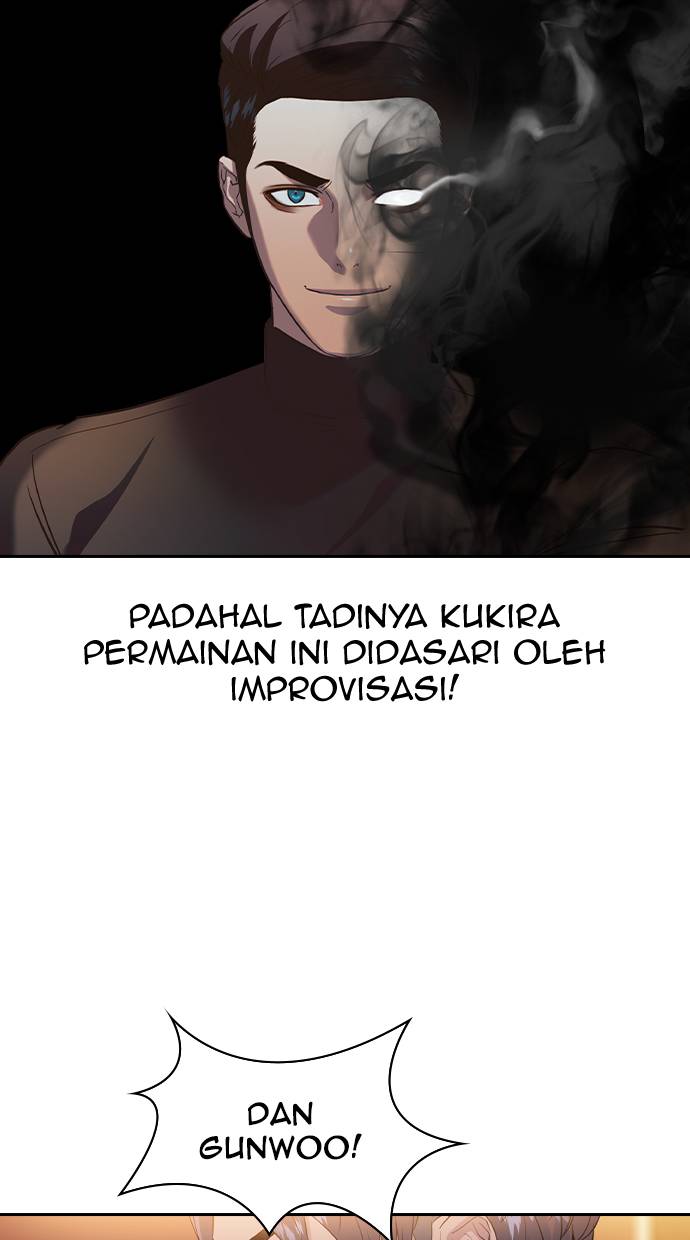 PADAHAL TADINYA KUKIRA
PERMAINAN INI DIDASARI OLEH
IMPROVISASI!
DAN
GUNWOO!